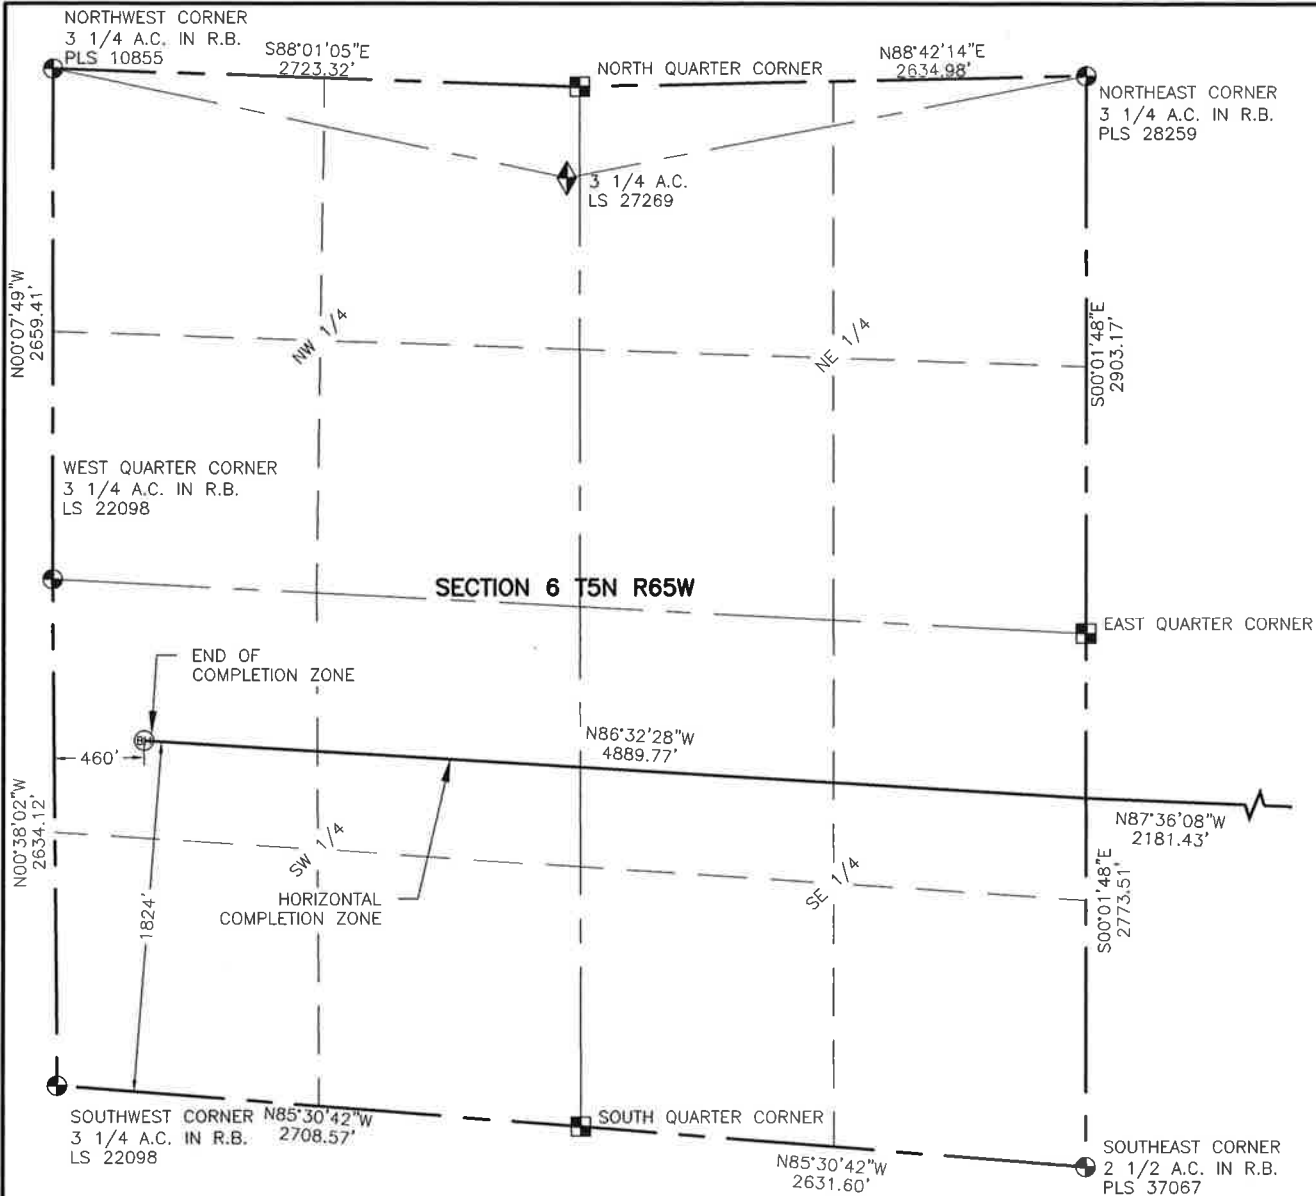 NORTHWEST CORNER
3 1/4 A.C. IN R.B.
PLS 10855
S88°01'05"E
2723.32'
NORTH QUARTER CORNER
N88°42'14"E
2634.98'
NORTHEAST CORNER
3 1/4 A.C. IN R.B.
PLS 28259
3 1/4 A.C.
LS 27269
N00°07'49"W
2659.41'
NW 1/4
NE 1/4
S00°01'48"E
2903.17'
WEST QUARTER CORNER
3 1/4 A.C. IN R.B.
LS 22098
SECTION 6 T5N R65W
EAST QUARTER CORNER
END OF
COMPLETION ZONE
BH
460'
N86°32'28"W
4889.77'
N87°36'08"W
2181.43'
N00°38'02"W
2634.12'
1824'
SW 1/4
SE 1/4
HORIZONTAL
COMPLETION ZONE
S00°01'48"E
2773.51'
SOUTHWEST CORNER
3 1/4 A.C. IN R.B.
LS 22098
N85°30'42"W
2708.57'
SOUTH QUARTER CORNER
N85°30'42"W
2631.60'
SOUTHEAST CORNER
2 1/2 A.C. IN R.B.
PLS 37067